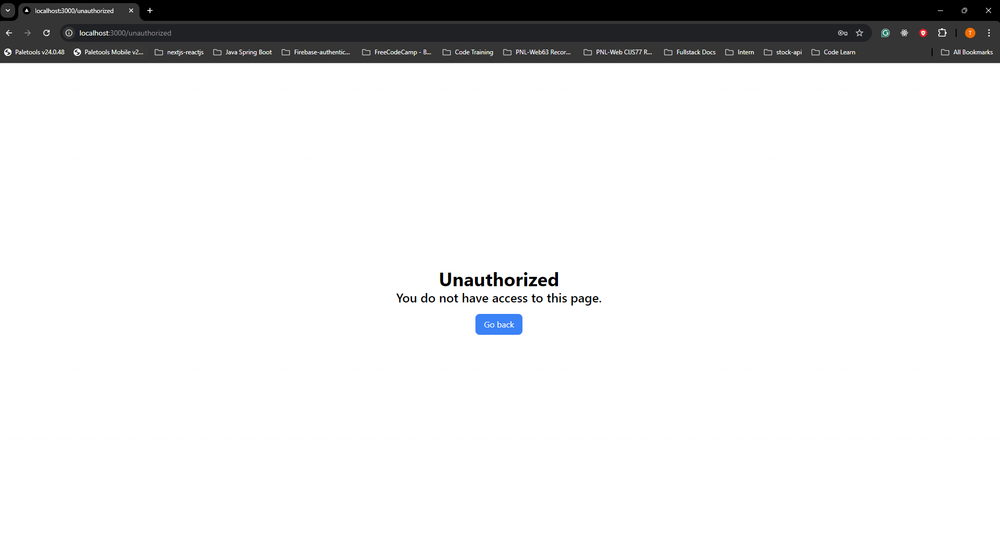 localhost:3000/unauthorized
localhost:3000/unauthorized
T
Paletools v24.0.48 Paletools Mobile v2... nextjs-reactjs Java Spring Boot Firebase-authentic... FreeCodeCamp - B... Code Training PNL-Web63 Recor... PNL-Web CIJS77 R... Fullstack Docs Intern stock-api Code Learn All Bookmarks
Unauthorized
You do not have access to this page.
Go back